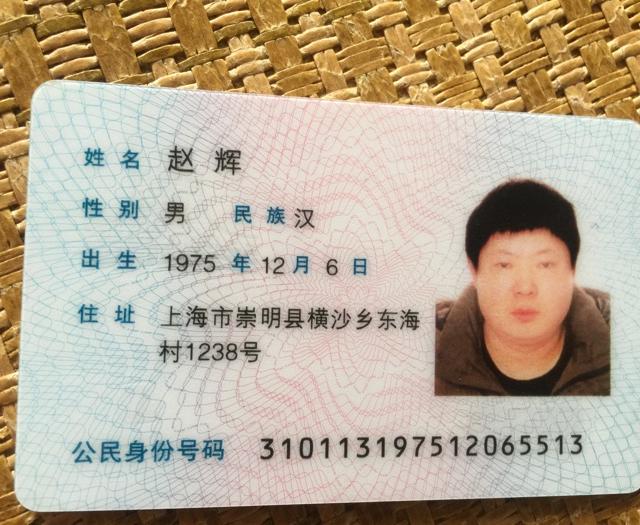 姓名 赵辉
性别 男 民族 汉
出生 1975 年 12 月 6 日
住址 上海市崇明县横沙乡东海
村1238号
公民身份号码 310113197512065513